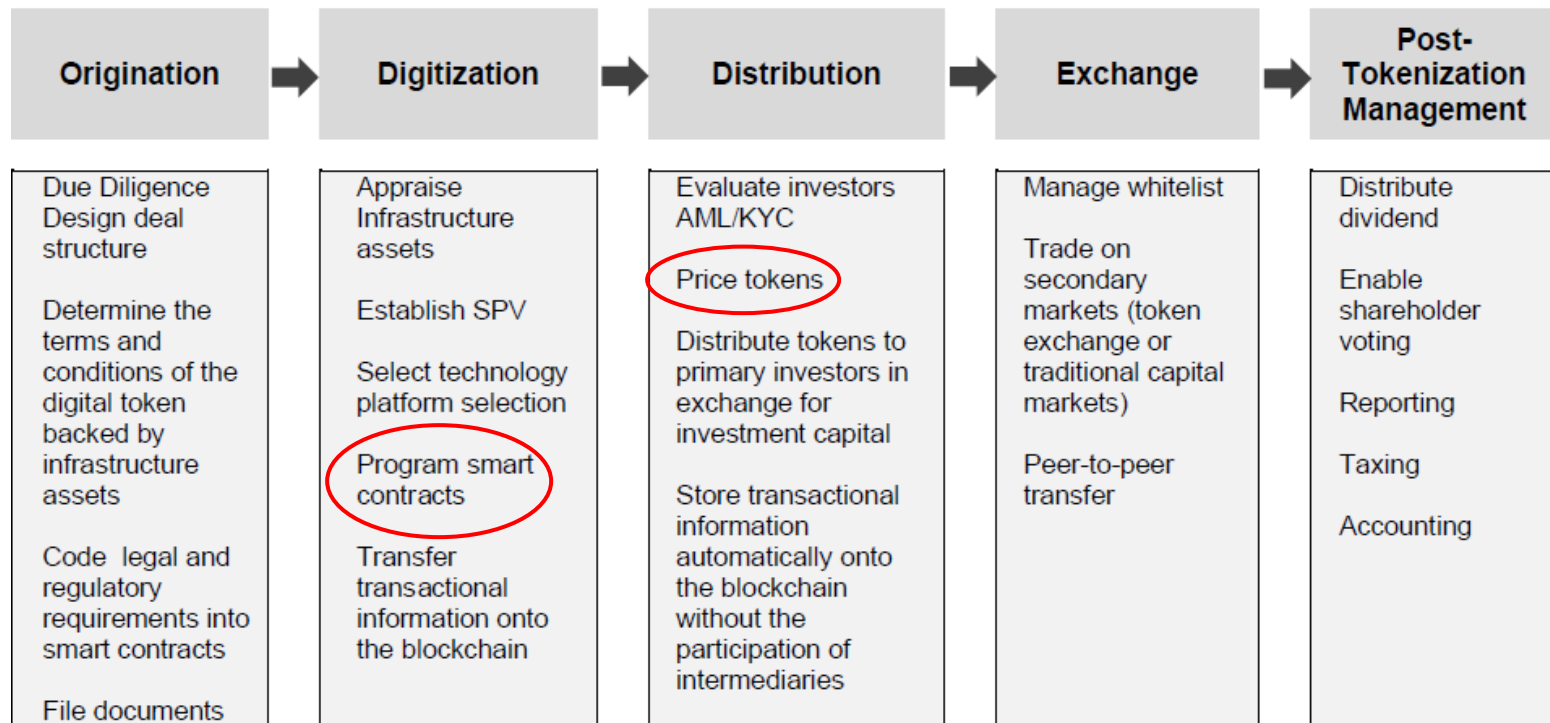 Origination
Digitization
Distribution
Exchange
Post-
Tokenization
Management
Due Diligence
Design deal
structure
Determine the
terms and
conditions of the
digital token
backed by
infrastructure
assets
Code legal and
regulatory
requirements into
smart contracts
File documents
Appraise
Infrastructure
assets
Establish SPV
Select technology
platform selection
Program smart
contracts
Transfer
transactional
information onto
the blockchain
Evaluate investors
AML/KYC
Price tokens
Distribute tokens to
primary investors in
exchange for
investment capital
Store transactional
information
automatically onto
the blockchain
without the
participation of
intermediaries
Manage whitelist
Trade on
secondary
markets (token
exchange or
traditional capital
markets)
Peer-to-peer
transfer
Distribute
dividend
Enable
shareholder
voting
Reporting
Taxing
Accounting